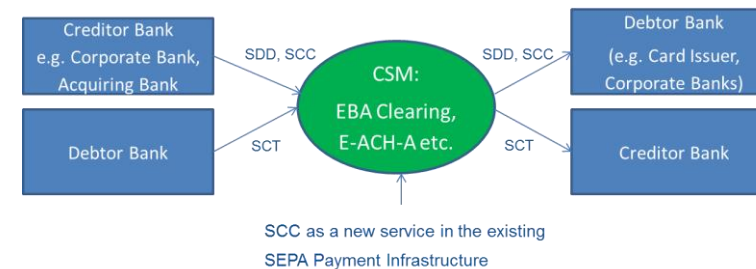 Creditor Bank
e.g. Corporate Bank,
Acquiring Bank
SDD, SCC
Debtor Bank
SCT
CSM:
EBA Clearing,
E-ACH-A etc.
SDD, SCC
Debtor Bank
(e.g. Card Issuer,
Corporate Banks)
SCT
Creditor Bank
SCC as a new service in the existing
SEPA Payment Infrastructure